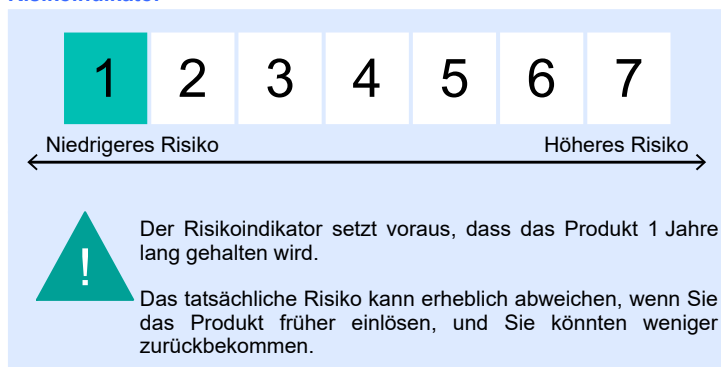 1 2 3 4 5 6 7
Niedrigeres Risiko Höheres Risiko
Der Risikoindikator setzt voraus, dass das Produkt 1 Jahre
lang gehalten wird.
!
Das tatsächliche Risiko kann erheblich abweichen, wenn Sie
das Produkt früher einlösen, und Sie könnten weniger
zurückbekommen.